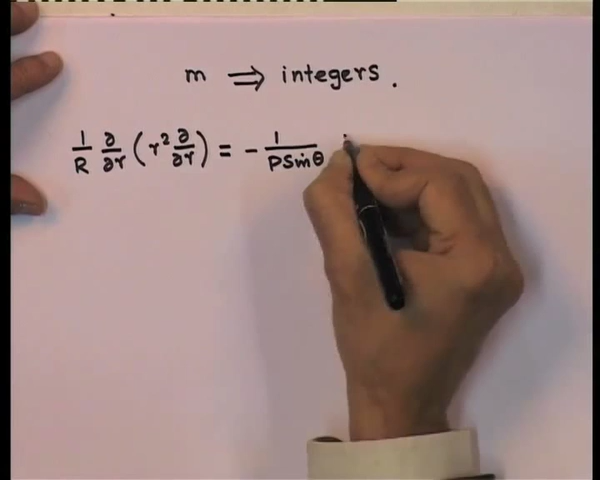 m ⇒ integers.
1/R ∂/∂r (r² ∂/∂r) = - 1/(P Sinθ)